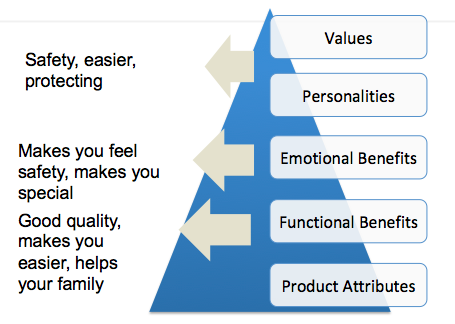 Values
Safety, easier,
protecting
Personalities
Makes you feel
safety, makes you
special
Emotional Benefits
Good quality,
makes you
easier, helps
your family
Functional Benefits
Product Attributes